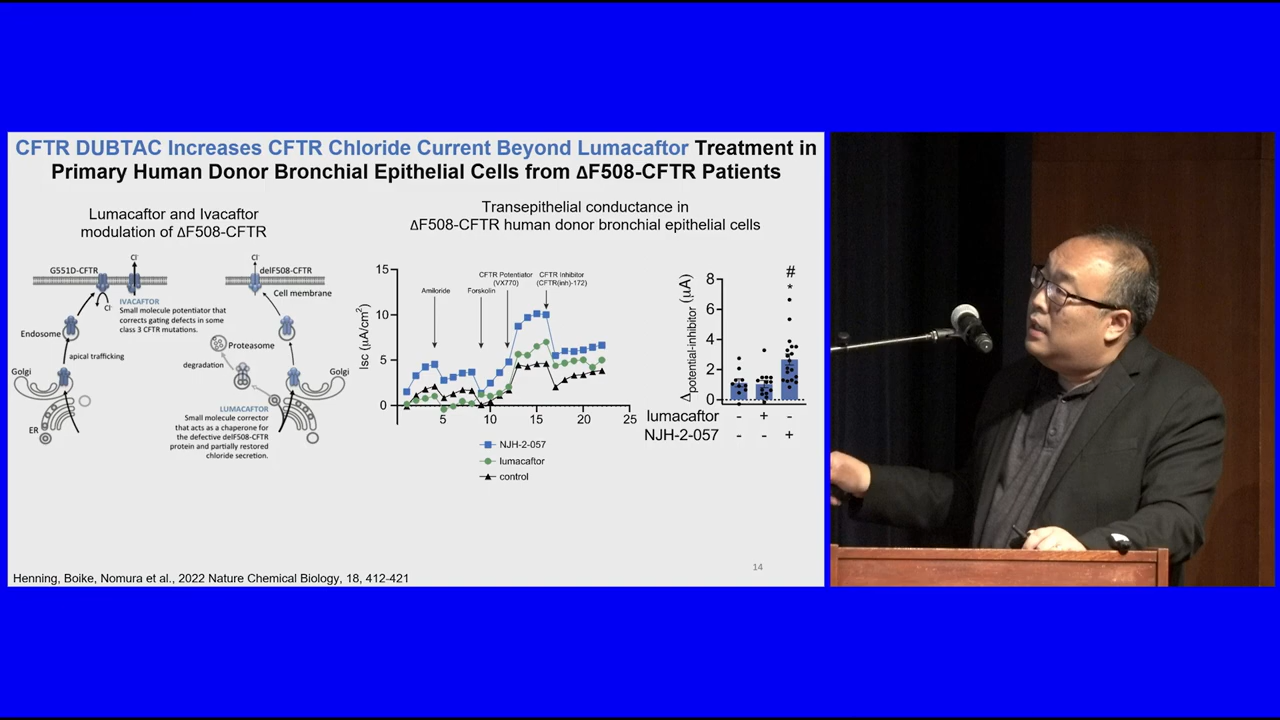 CFTR DUBTAC Increases CFTR Chloride Current Beyond Lumacaftor Treatment in
Primary Human Donor Bronchial Epithelial Cells from ΔF508-CFTR Patients
Lumacaftor and Ivacaftor
modulation of ΔF508-CFTR
G551D-CFTR
Cl-
Cl-
IVACAFTOR
Small molecule potentiator that
corrects gating defects in some
class 3 CFTR mutations.
Endosome
apical trafficking
Golgi
ER
Cl-
delF508-CFTR
Cell membrane
Proteasome
degradation
Golgi
LUMACAFTOR
Small molecule corrector
that acts as a chaperone for
the defective delF508-CFTR
protein and partially restored
chloride secretion.
Transepithelial conductance in
ΔF508-CFTR human donor bronchial epithelial cells
Isc (µA/cm2)
15
10
5
0
5
10
15
20
25
Amiloride
Forskolin
CFTR Potentiator
(VX770)
CFTR Inhibitor
(CFTR(inh)-172)
NJH-2-057
lumacaftor
control
Δpotential-inhibitor (µA)
8
6
4
2
0
#
*
lumacaftor - + -
NJH-2-057 - - +
Henning, Boike, Nomura et al., 2022 Nature Chemical Biology, 18, 412-421
14